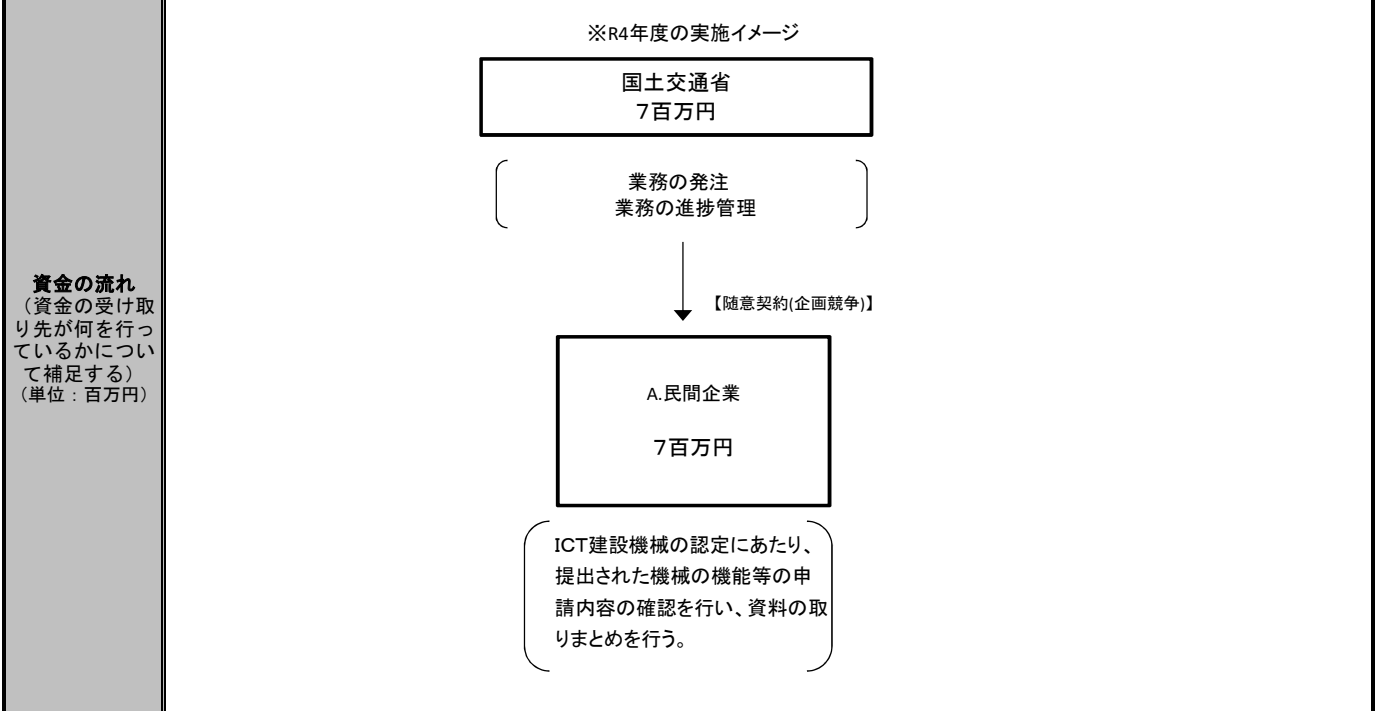 資金の流れ
（資金の受け取
り先が何を行っ
ているかについ
て補足する）
（単位：百万円）
※R4年度の実施イメージ
国土交通省
７百万円
業務の発注
業務の進捗管理
【随意契約(企画競争)】
A.民間企業
７百万円
ICT建設機械の認定にあたり、
提出された機械の機能等の申
請内容の確認を行い、資料の取
りまとめを行う。